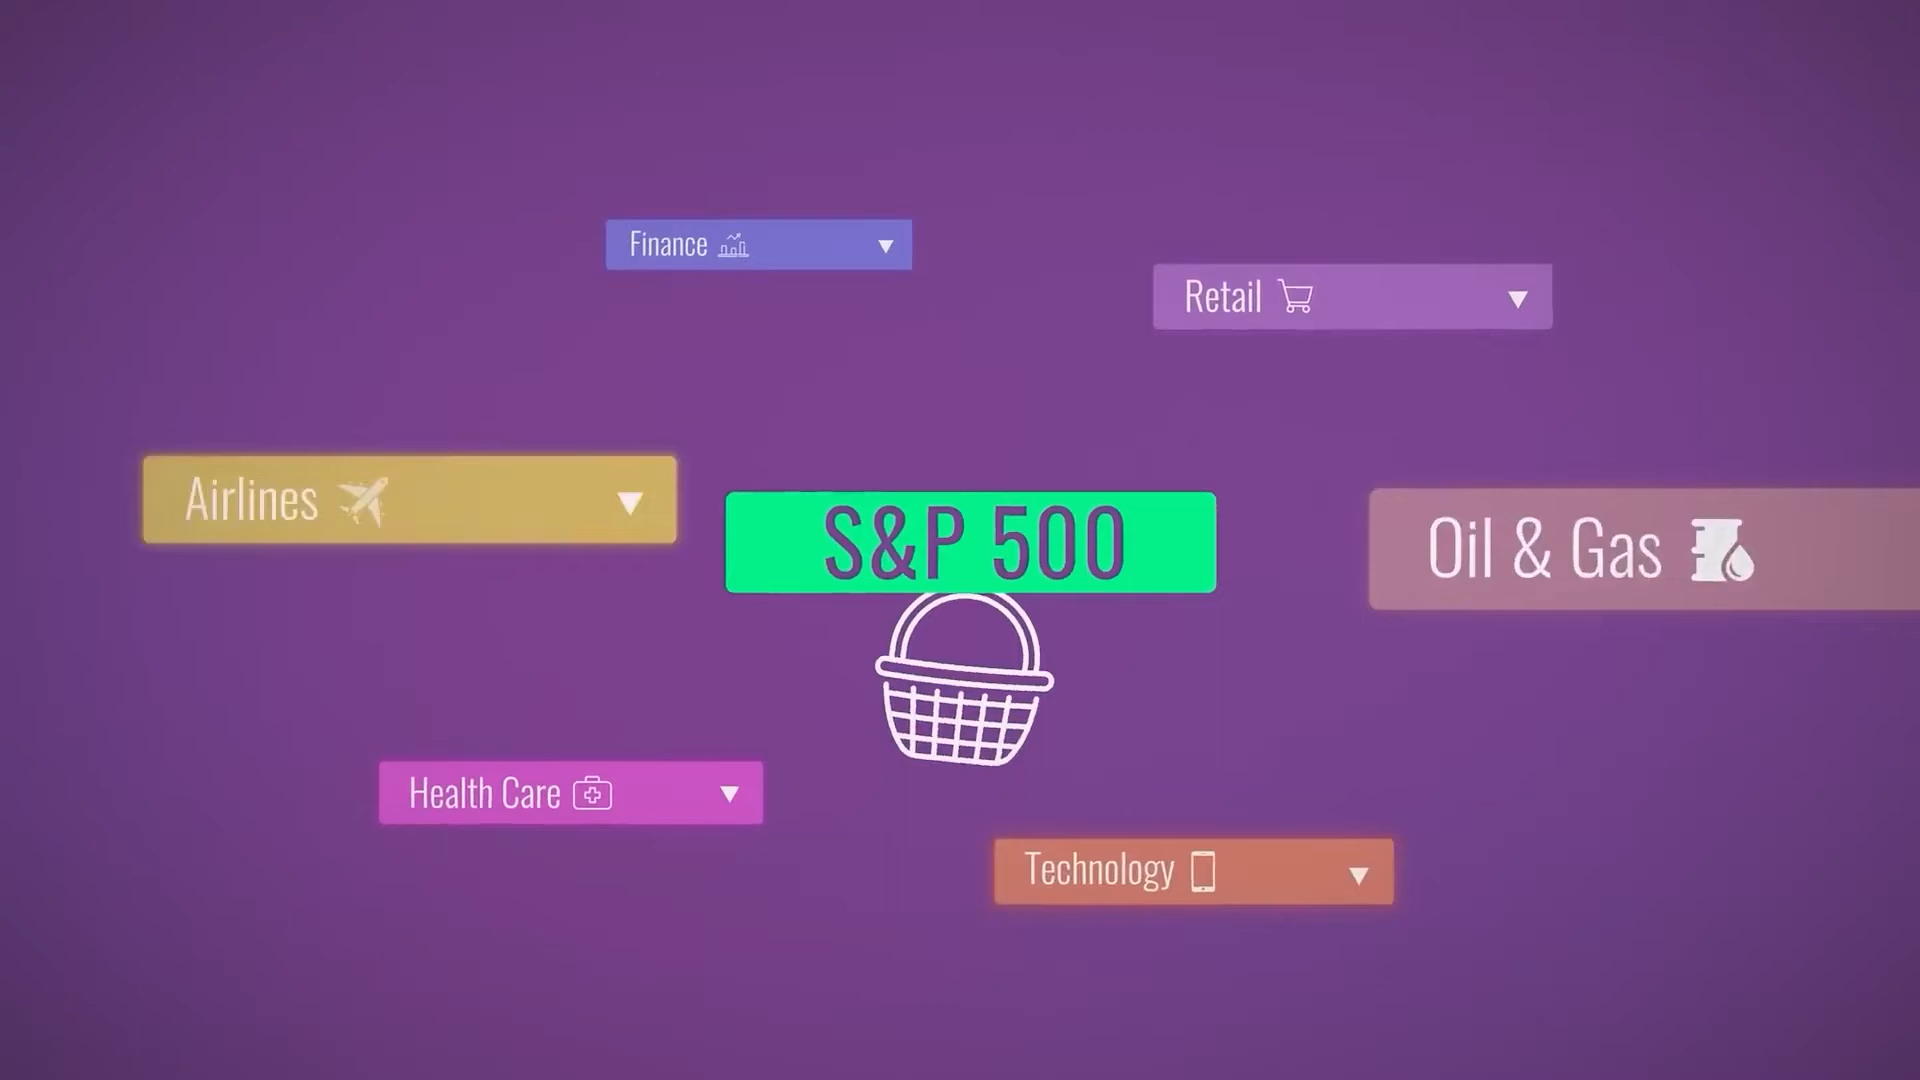 Finance
Retail
Airlines
S&P 500
Oil & Gas
Health Care
Technology